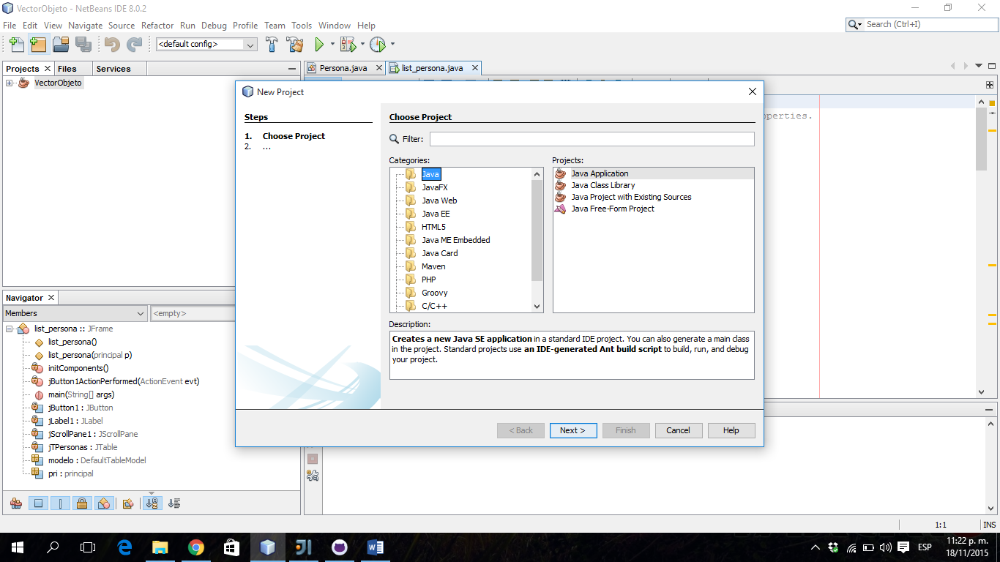 VectorObjeto - NetBeans IDE 8.0.2
File Edit View Navigate Source Refactor Run Debug Profile Team Tools Window Help
Search (Ctrl+I)
<default config>
Projects Files Services
VectorObjeto
Persona.java list_persona.java
operties.
New Project
Steps
1. Choose Project
2. ...
Choose Project
Filter:
Categories:
Java
JavaFX
Java Web
Java EE
HTML5
Java ME Embedded
Java Card
Maven
PHP
Groovy
C/C++
Projects:
Java Application
Java Class Library
Java Project with Existing Sources
Java Free-Form Project
Description:
Creates a new Java SE application in a standard IDE project. You can also generate a main class
in the project. Standard projects use an IDE-generated Ant build script to build, run, and debug
your project.
< Back Next > Finish Cancel Help
Navigator
Members <empty>
list_persona :: JFrame
list_persona()
list_persona(principal p)
initComponents()
jButton1ActionPerformed(ActionEvent evt)
main(String[] args)
jButton1 : JButton
jLabel1 : JLabel
jScrollPane1 : JScrollPane
jTPersonas : JTable
modelo : DefaultTableModel
pri : principal
1:1 INS
ESP
11:22 p. m.
18/11/2015